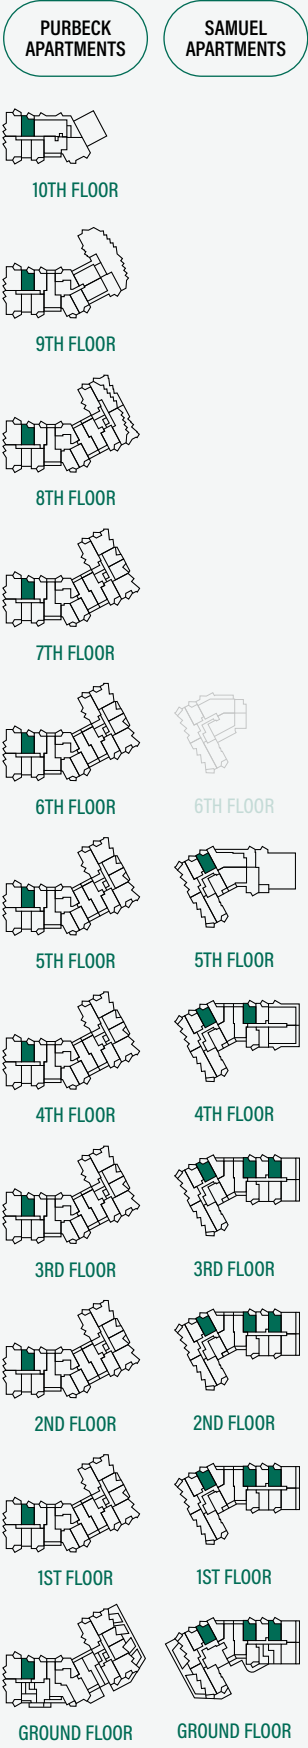 PURBECK
APARTMENTS
SAMUEL
APARTMENTS
10TH FLOOR
9TH FLOOR
8TH FLOOR
7TH FLOOR
6TH FLOOR
6TH FLOOR
5TH FLOOR
5TH FLOOR
4TH FLOOR
4TH FLOOR
3RD FLOOR
3RD FLOOR
2ND FLOOR
2ND FLOOR
1ST FLOOR
1ST FLOOR
GROUND FLOOR
GROUND FLOOR